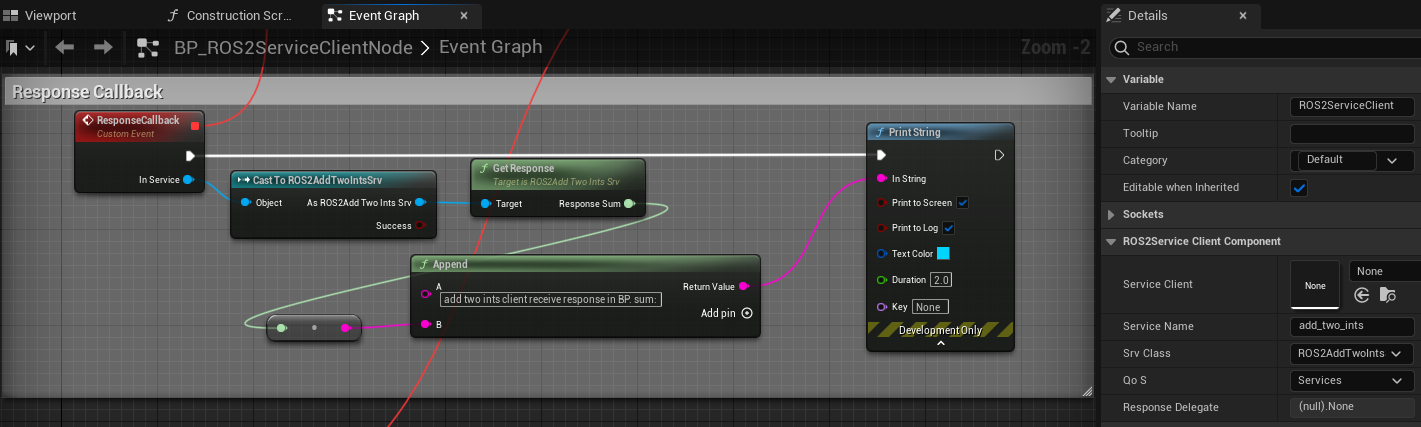 Viewport
Construction Scr...
Event Graph
Details
BP_ROS2ServiceClientNode > Event Graph
Zoom -2
Search
Response Callback
ResponseCallback
Custom Event
In Service
Cast To ROS2AddTwoIntsSrv
Object
As ROS2Add Two Ints Srv
Success
Get Response
Target is ROS2Add Two Ints Srv
Target
Response Sum
Append
A
add two ints client receive response in BP. sum:
B
Return Value
Add pin
Print String
In String
Print to Screen
Print to Log
Text Color
Duration 2.0
Key None
Development Only
Variable
Variable Name ROS2ServiceClient
Tooltip
Category Default
Editable when Inherited
Sockets
ROS2Service Client Component
Service Client None None
Service Name add_two_ints
Srv Class ROS2AddTwoInts
Qo S Services
Response Delegate (null).None